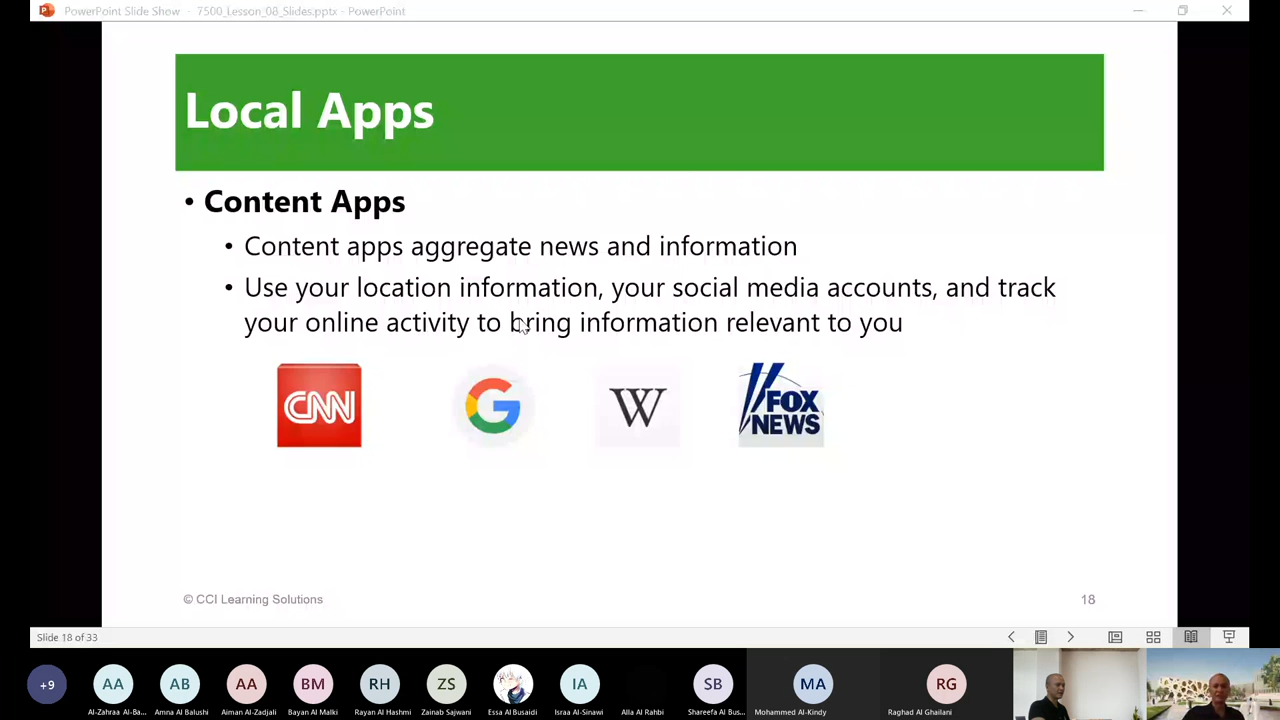 PowerPoint Slide Show - 7500_Lesson_08_Slides.pptx - PowerPoint
Local Apps
• Content Apps
• Content apps aggregate news and information
• Use your location information, your social media accounts, and track
your online activity to bring information relevant to you
CNN
G
W
FOX
NEWS
© CCI Learning Solutions
18
Slide 18 of 33
+9
AA
AB
AA
BM
RH
ZS
IA
SB
MA
RG
Al-Zahraa Al-Ba...
Amna Al Balushi
Aiman Al-Zadjali
Bayan Al Malki
Rayan Al Hashmi
Zainab Sajwani
Essa Al Busaidi
Israa Al-Sinawi
Alla Al Rahbi
Shareefa Al Bus...
Mohammed Al-Kindy
Raghad Al Ghailani